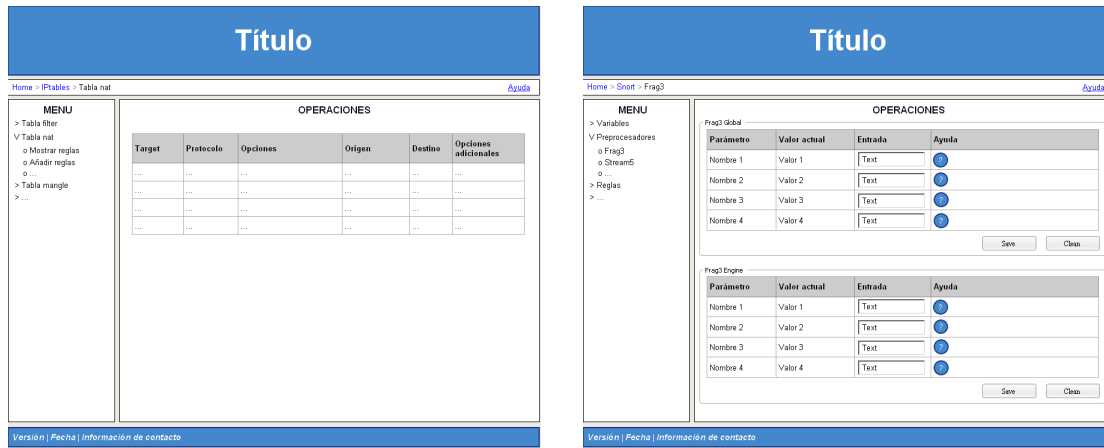 Título
Home > IPtables > Tabla nat
Ayuda
MENU
> Tabla filter
V Tabla nat
o Mostrar reglas
o Añadir reglas
o ...
> Tabla mangle
> ...
OPERACIONES
Target Protocolo Opciones Origen Destino Opciones adicionales
... ... ... ... ... ...
... ... ... ... ... ...
... ... ... ... ... ...
... ... ... ... ... ...
Versión | Fecha | Información de contacto
Título
Home > Snort > Frag3
Ayuda
MENU
> Variables
V Preprocesadores
o Frag3
o Stream5
o ...
> Reglas
> ...
OPERACIONES
Frag3 Global
Parámetro Valor actual Entrada Ayuda
Nombre 1 Valor 1 Text ?
Nombre 2 Valor 2 Text ?
Nombre 3 Valor 3 Text ?
Nombre 4 Valor 4 Text ?
Save Clean
Frag3 Engine
Parámetro Valor actual Entrada Ayuda
Nombre 1 Valor 1 Text ?
Nombre 2 Valor 2 Text ?
Nombre 3 Valor 3 Text ?
Nombre 4 Valor 4 Text ?
Save Clean
Versión | Fecha | Información de contacto